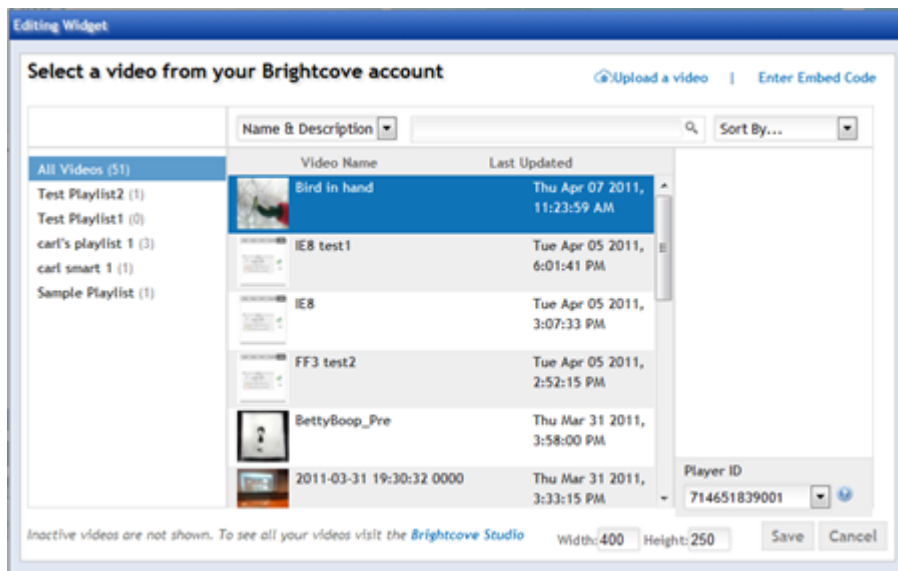 Editing Widget
Select a video from your Brightcove account
Upload a video | Enter Embed Code
Name & Description
Sort By...
All Videos (51)
Test Playlist2 (1)
Test Playlist1 (0)
carl's playlist 1 (3)
carl smart 1 (1)
Sample Playlist (1)
Video Name Last Updated
Bird in hand Thu Apr 07 2011,
11:23:59 AM
IE8 test1 Tue Apr 05 2011,
6:01:41 PM
IE8 Tue Apr 05 2011,
3:07:33 PM
FF3 test2 Tue Apr 05 2011,
2:52:15 PM
BettyBoop_Pre Thu Mar 31 2011,
3:58:00 PM
2011-03-31 19:30:32 0000 Thu Mar 31 2011,
3:33:15 PM
Player ID
714651839001
Inactive videos are not shown. To see all your videos visit the Brightcove Studio
Width: 400 Height: 250 Save Cancel